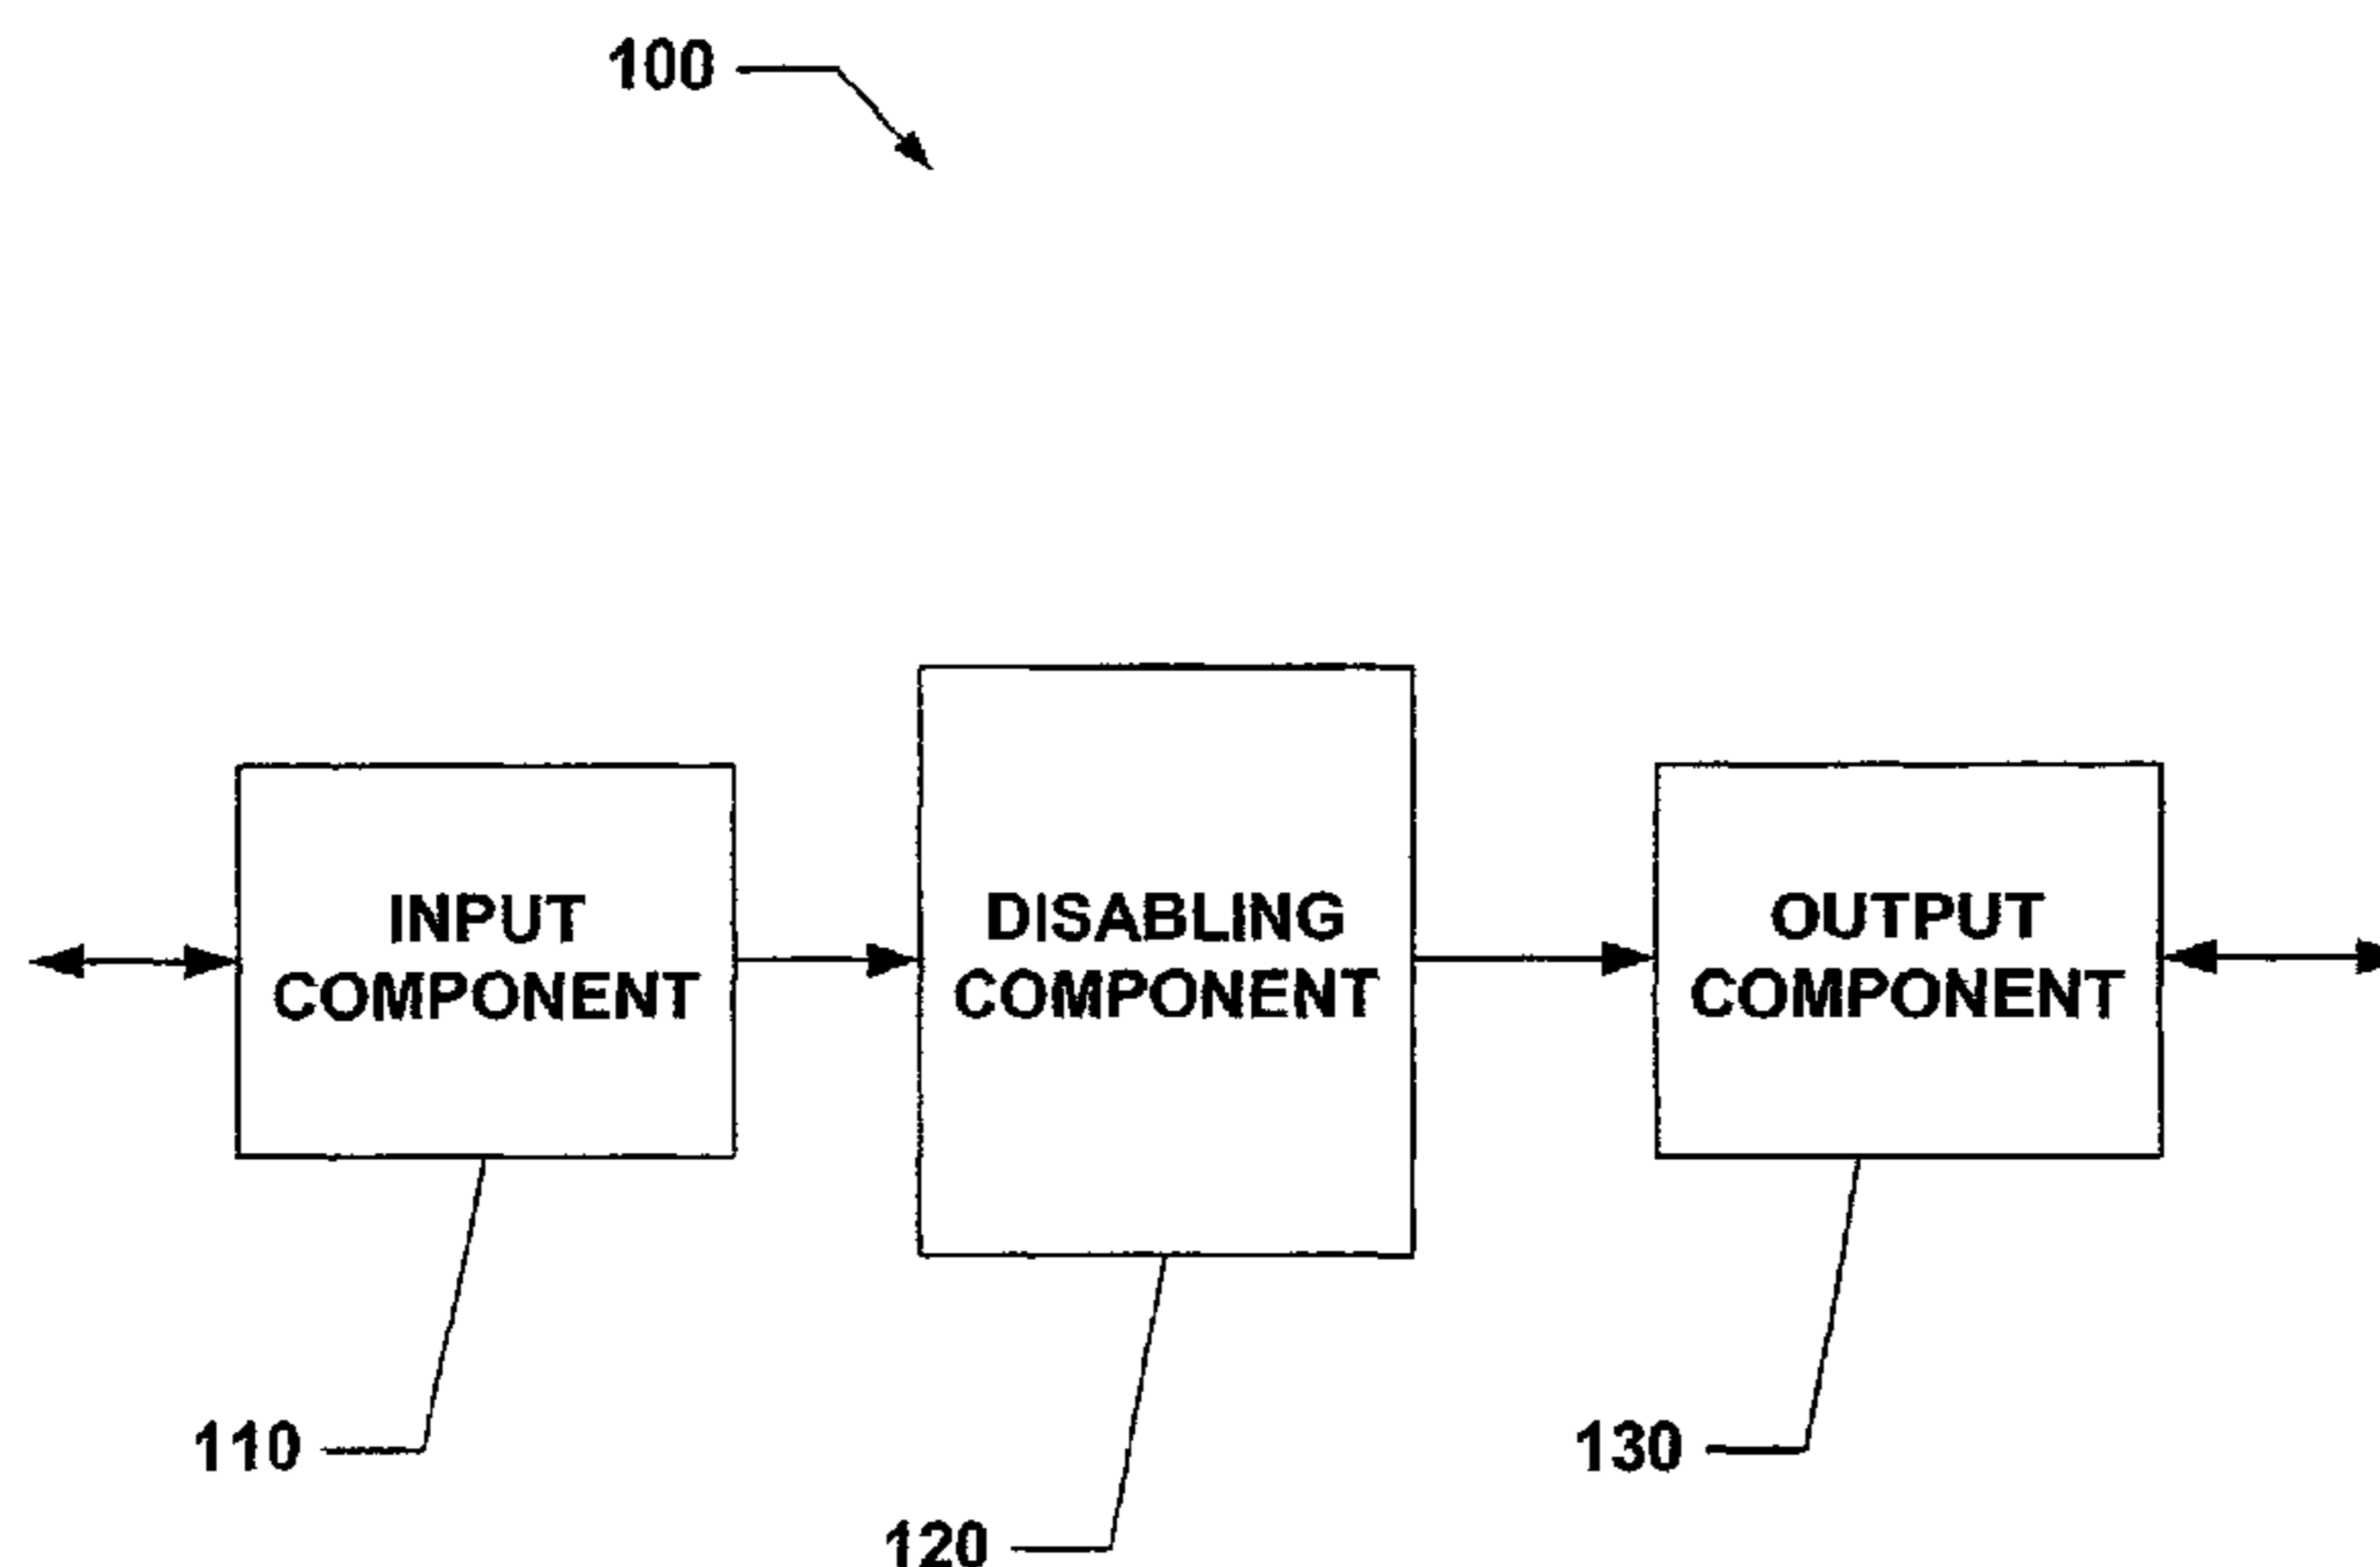 100
INPUT
COMPONENT
DISABLING
COMPONENT
OUTPUT
COMPONENT
110
120
130